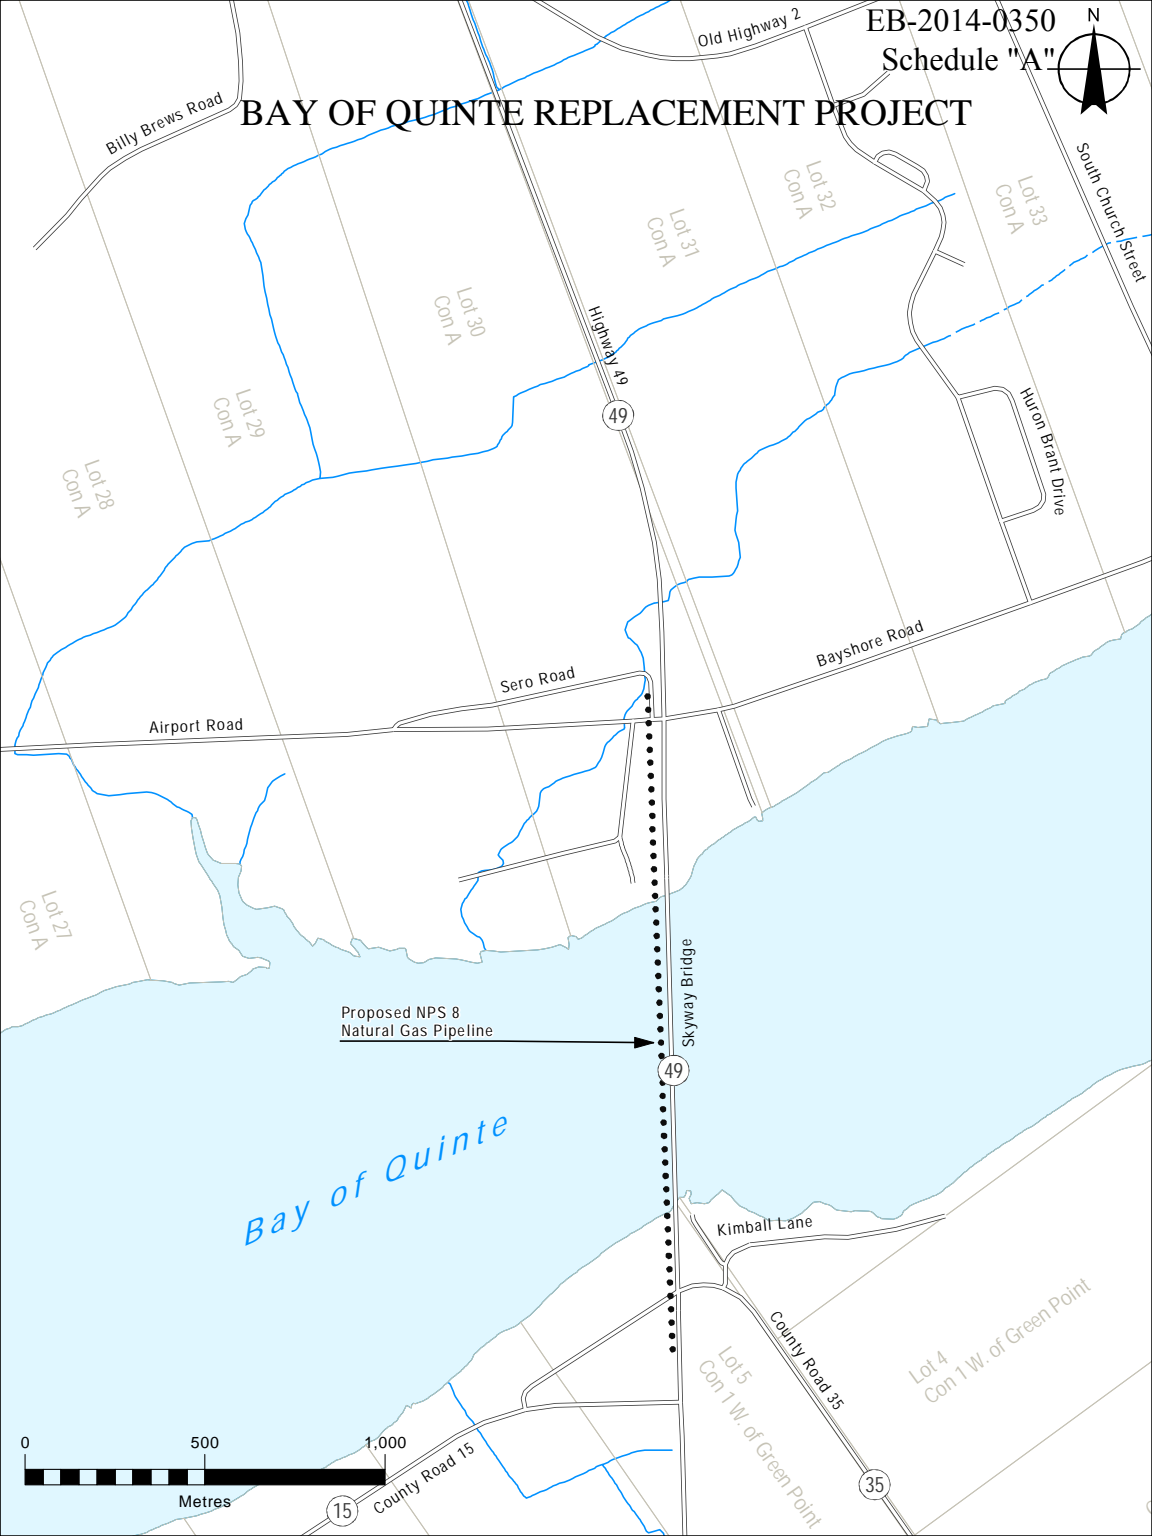 EB-2014-0350
Schedule "A"
N
BAY OF QUINTE REPLACEMENT PROJECT
Old Highway 2
Billy Brews Road
South Church Street
Lot 32
Con A
Lot 33
Con A
Lot 31
Con A
Lot 30
Con A
Highway 49
49
Lot 29
Con A
Huron Brant Drive
Lot 28
Con A
Bayshore Road
Sero Road
Airport Road
Lot 27
Con A
Skyway Bridge
Proposed NPS 8
Natural Gas Pipeline
49
Bay of Quinte
Kimball Lane
County Road 35
Lot 4
Con 1 W. of Green Point
Lot 5
Con 1 W. of Green Point
0 500 1,000
Metres
County Road 15
15
35